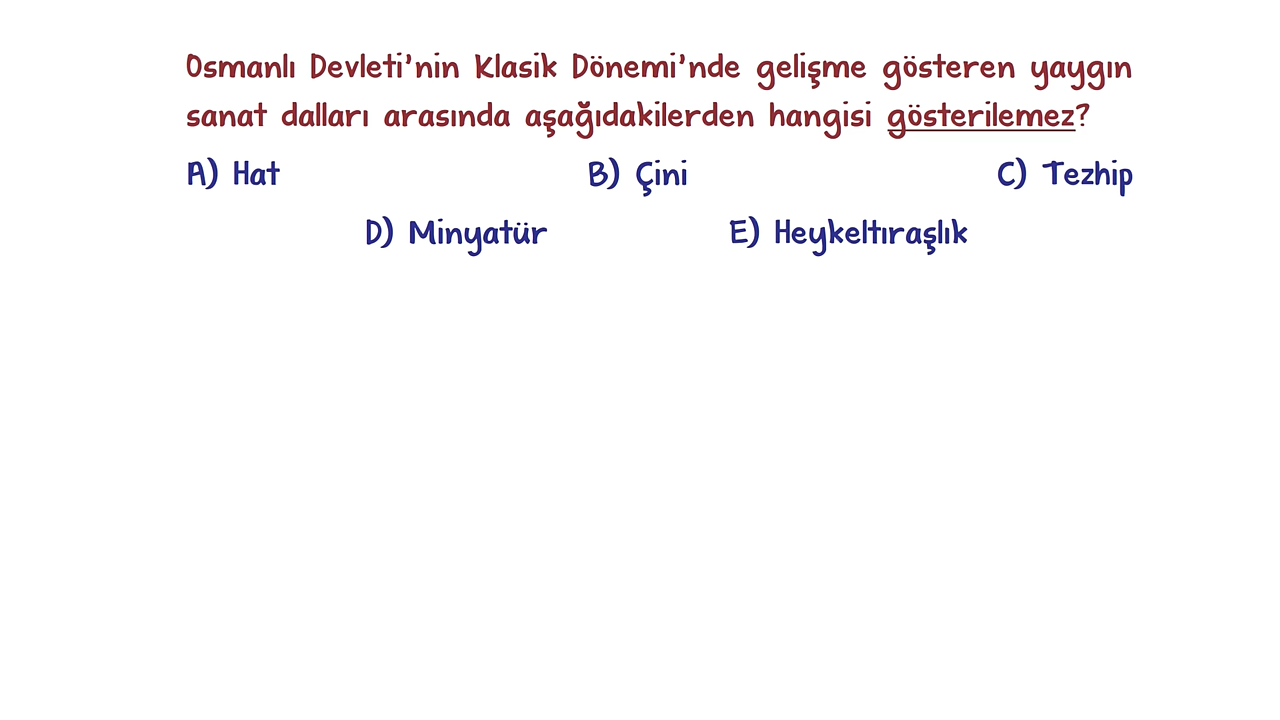 Osmanlı Devleti'nin Klasik Dönemi'nde gelişme gösteren yaygın
sanat dalları arasında aşağıdakilerden hangisi gösterilemez?
A) Hat B) Çini C) Tezhip
D) Minyatür E) Heykeltıraşlık